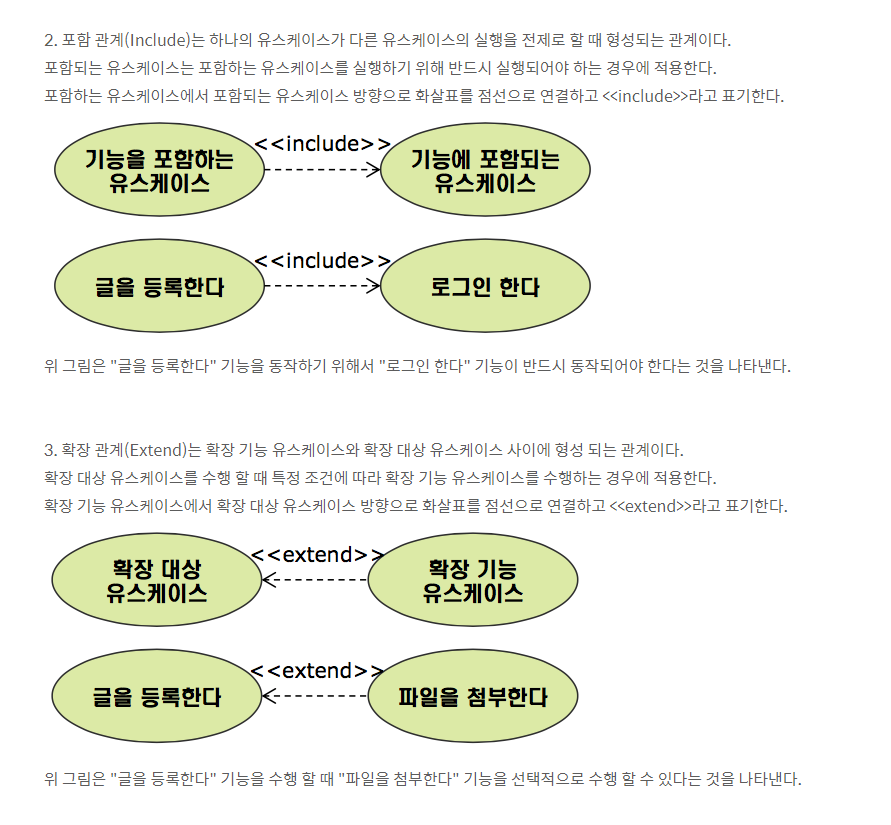 2. 포함 관계(Include)는 하나의 유스케이스가 다른 유스케이스의 실행을 전제로 할 때 형성되는 관계이다.
포함되는 유스케이스는 포함하는 유스케이스를 실행하기 위해 반드시 실행되어야 하는 경우에 적용한다.
포함하는 유스케이스에서 포함되는 유스케이스 방향으로 화살표를 점선으로 연결하고 <<include>>라고 표기한다.
기능을 포함하는
유스케이스
<<include>>
기능에 포함되는
유스케이스
글을 등록한다
<<include>>
로그인 한다
위 그림은 "글을 등록한다" 기능을 동작하기 위해서 "로그인 한다" 기능이 반드시 동작되어야 한다는 것을 나타낸다.
3. 확장 관계(Extend)는 확장 기능 유스케이스와 확장 대상 유스케이스 사이에 형성 되는 관계이다.
확장 대상 유스케이스를 수행 할 때 특정 조건에 따라 확장 기능 유스케이스를 수행하는 경우에 적용한다.
확장 기능 유스케이스에서 확장 대상 유스케이스 방향으로 화살표를 점선으로 연결하고 <<extend>>라고 표기한다.
확장 대상
유스케이스
<<extend>>
확장 기능
유스케이스
글을 등록한다
<<extend>>
파일을 첨부한다
위 그림은 "글을 등록한다" 기능을 수행 할 때 "파일을 첨부한다" 기능을 선택적으로 수행 할 수 있다는 것을 나타낸다.